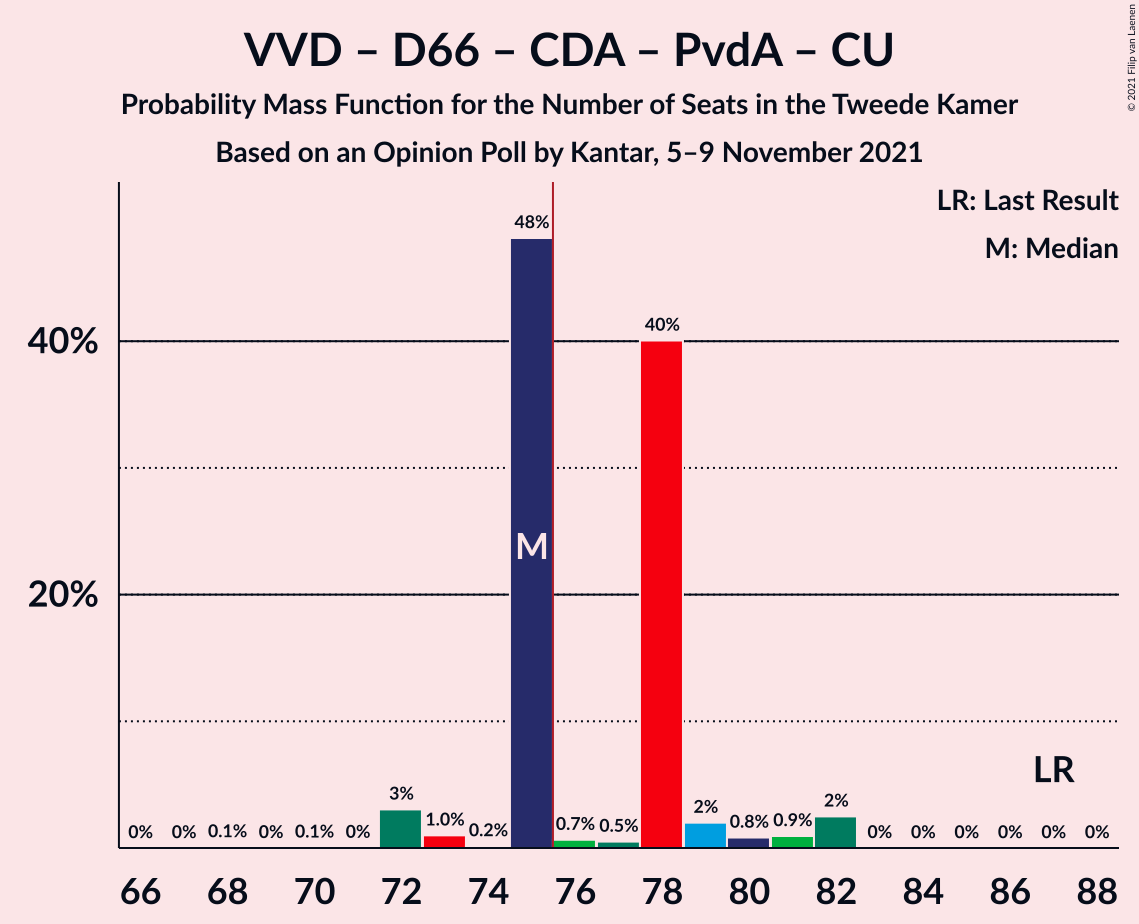 VVD – D66 – CDA – PvdA – CU
Probability Mass Function for the Number of Seats in the Tweede Kamer
Based on an Opinion Poll by Kantar, 5–9 November 2021
© 2021 Filip van Laenen
LR: Last Result
M: Median
40%
20%
0% 0% 0.1% 0% 0.1% 0% 3% 1.0% 0.2% 48% 0.7% 0.5% 40% 2% 0.8% 0.9% 2% 0% 0% 0% 0% 0% 0%
M
LR
66 68 70 72 74 76 78 80 82 84 86 88